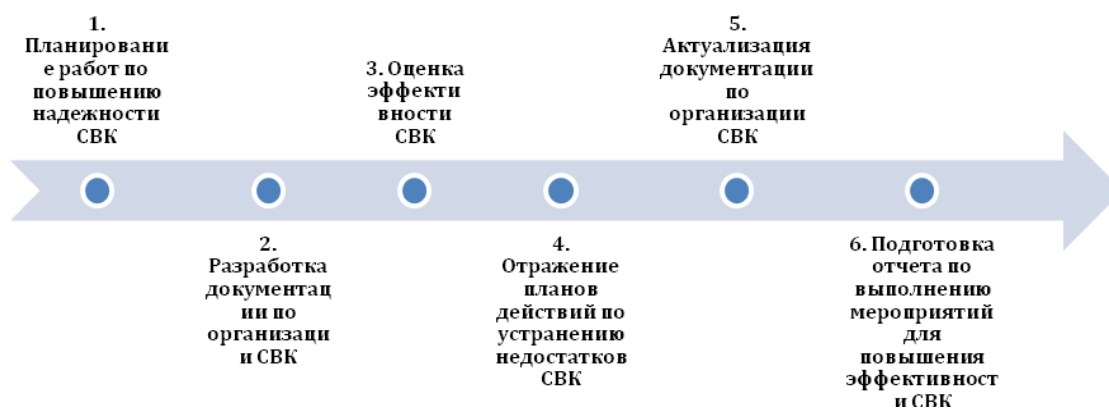 1.
Планировани
е работ по
повышению
надежности
СВК
2.
Разработка
документац
ии по
организаци
и СВК
3. Оценка
эффекти
вности
СВК
4.
Отражение
планов
действий по
устранению
недостатков
СВК
5.
Актуализация
документации
по
организации
СВК
6. Подготовка
отчета по
выполнению
мероприятий
для
повышения
эффективност
и СВК